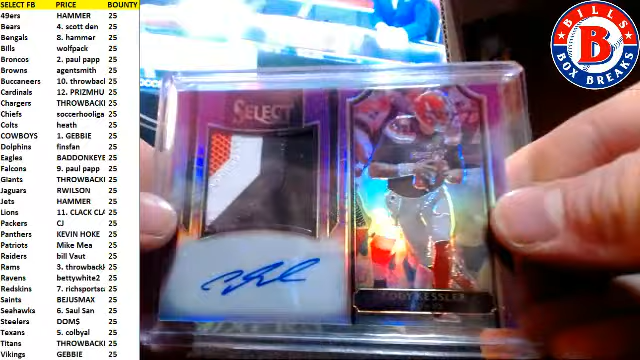 SELECT FB PRICE BOUNTY
49ers HAMMER 25
Bears 4. scott den 25
Bengals 8. hammer 25
Bills wolfpack 25
Broncos 2. paul papp 25
Browns agentsmith 25
Buccaneers 10. throwbac 25
Cardinals 12. PRIZMHU 25
Chargers THROWBACKI 25
Chiefs soccerhooliga 25
Colts heath 25
COWBOYS 1. GEBBIE 25
Dolphins finsfan 25
Eagles BADDONKEYE 25
Falcons 9. paul papp 25
Giants THROWBACKI 25
Jaguars RWILSON 25
Jets HAMMER 25
Lions 11. CLACK CLA 25
Packers CJ 25
Panthers KEVIN HOKE 25
Patriots Mike Mea 25
Raiders bill Vaut 25
Rams 3. throwback 25
Ravens bettywhite2 25
Redskins 7. richsportsc 25
Saints BEJUSMAX 25
Seahawks 6. Saul San 25
Steelers DOMS 25
Texans 5. colbyal 25
Titans THROWBACKI 25
Vikings GEBBIE 25
SELECT
CODY KESSLER
BILLS
B
BOX BREAKS